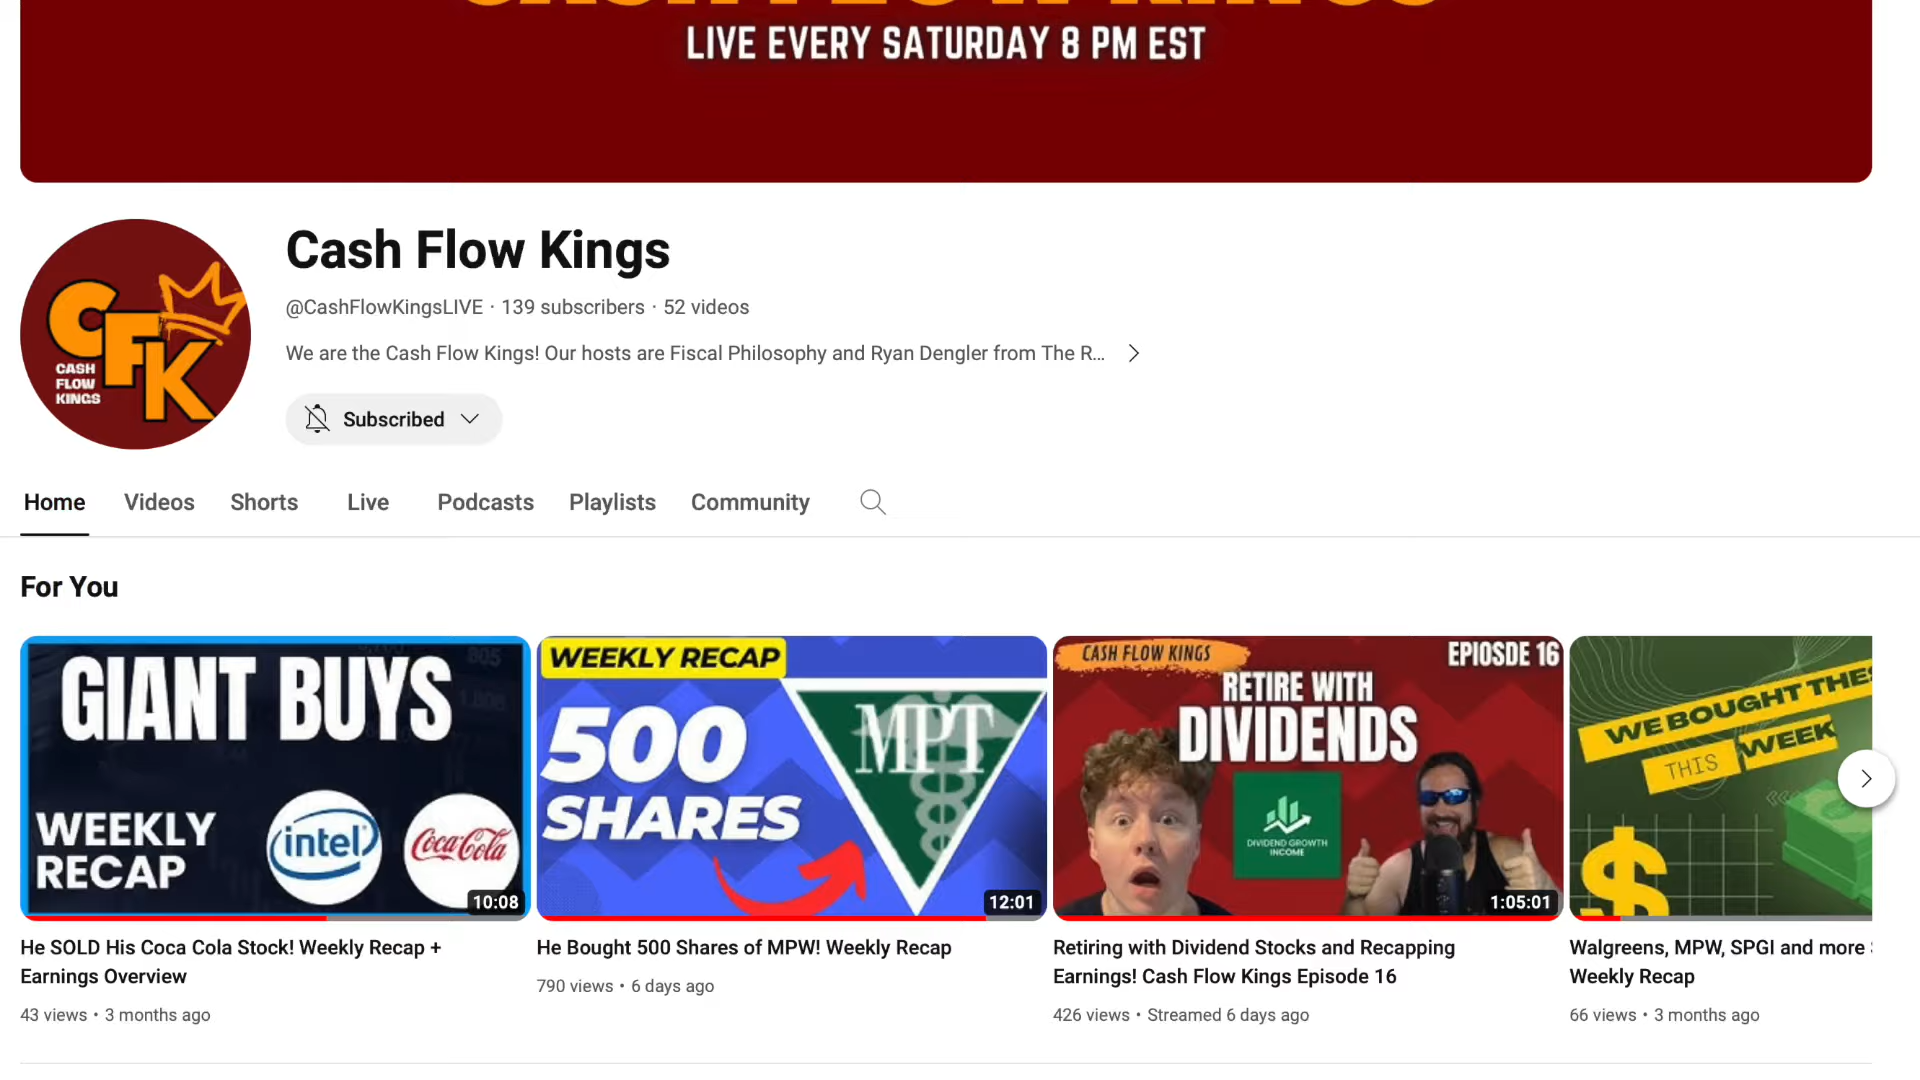 CASH FLOW KINGS
LIVE EVERY SATURDAY 8 PM EST
CFK
CASH
FLOW
KINGS
Cash Flow Kings
@CashFlowKingsLIVE · 139 subscribers · 52 videos
We are the Cash Flow Kings! Our hosts are Fiscal Philosophy and Ryan Dengler from The R...
Subscribed
Home Videos Shorts Live Podcasts Playlists Community
For You
GIANT BUYS
WEEKLY
RECAP
intel
Coca-Cola
10:08
He SOLD His Coca Cola Stock! Weekly Recap +
Earnings Overview
43 views • 3 months ago
WEEKLY RECAP
500
SHARES
MPT
12:01
He Bought 500 Shares of MPW! Weekly Recap
790 views • 6 days ago
CASH FLOW KINGS
EPIOSDE 16
RETIRE WITH
DIVIDENDS
DIVIDEND GROWTH
INCOME
1:05:01
Retiring with Dividend Stocks and Recapping
Earnings! Cash Flow Kings Episode 16
426 views • Streamed 6 days ago
WE BOUGHT THES
THIS WEEK
$
Walgreens, MPW, SPGI and more
Weekly Recap
66 views • 3 months ago